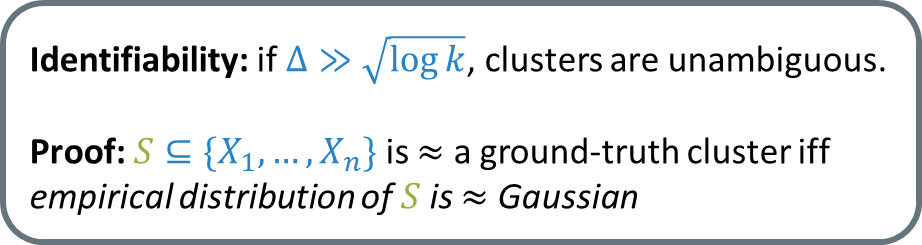 Identifiability: if Δ ≫ √log k, clusters are unambiguous.
Proof: S ⊆ {X₁, …, Xₙ} is ≈ a ground-truth cluster iff
empirical distribution of S is ≈ Gaussian